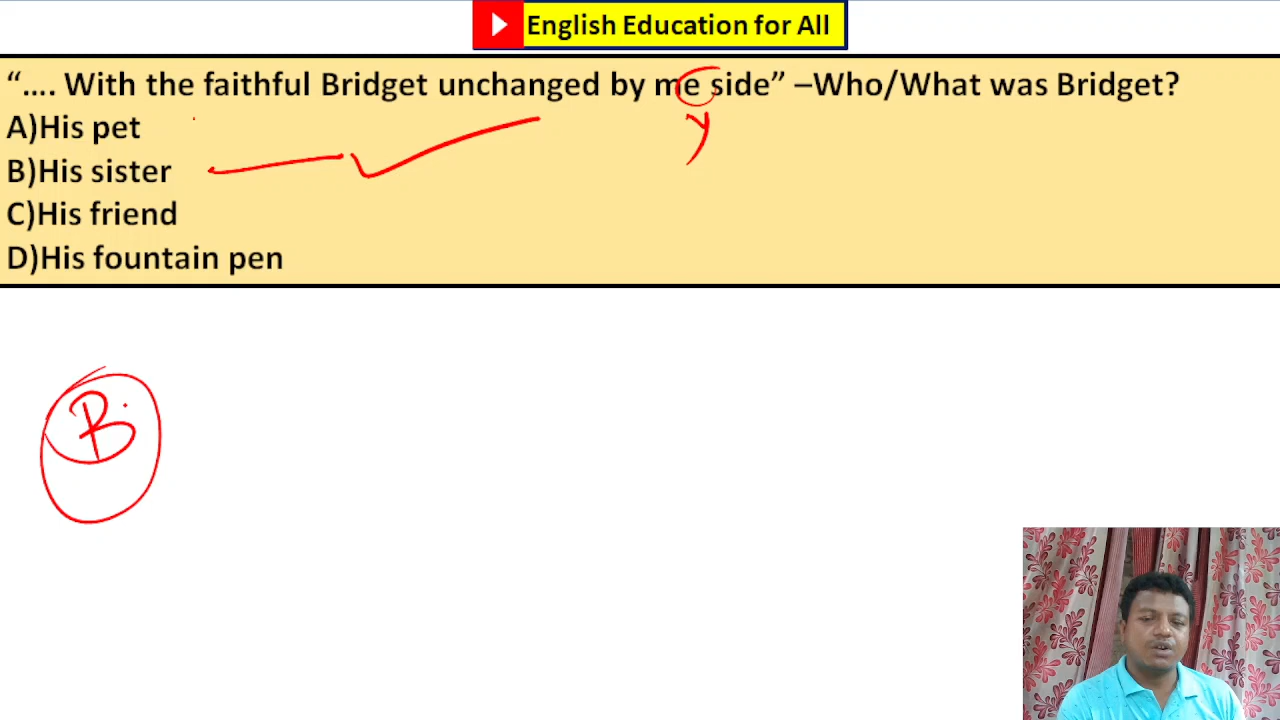 English Education for All
“.... With the faithful Bridget unchanged by me side” –Who/What was Bridget?
y
A)His pet
B)His sister
C)His friend
D)His fountain pen
B